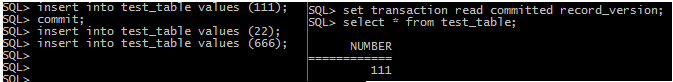 SQL> insert into test_table values (111);
SQL> commit;
SQL> insert into test_table values (22);
SQL> insert into test_table values (666);
SQL>
SQL>
SQL>
SQL> set transaction read committed record_version;
SQL> select * from test_table;
NUMBER
============
111